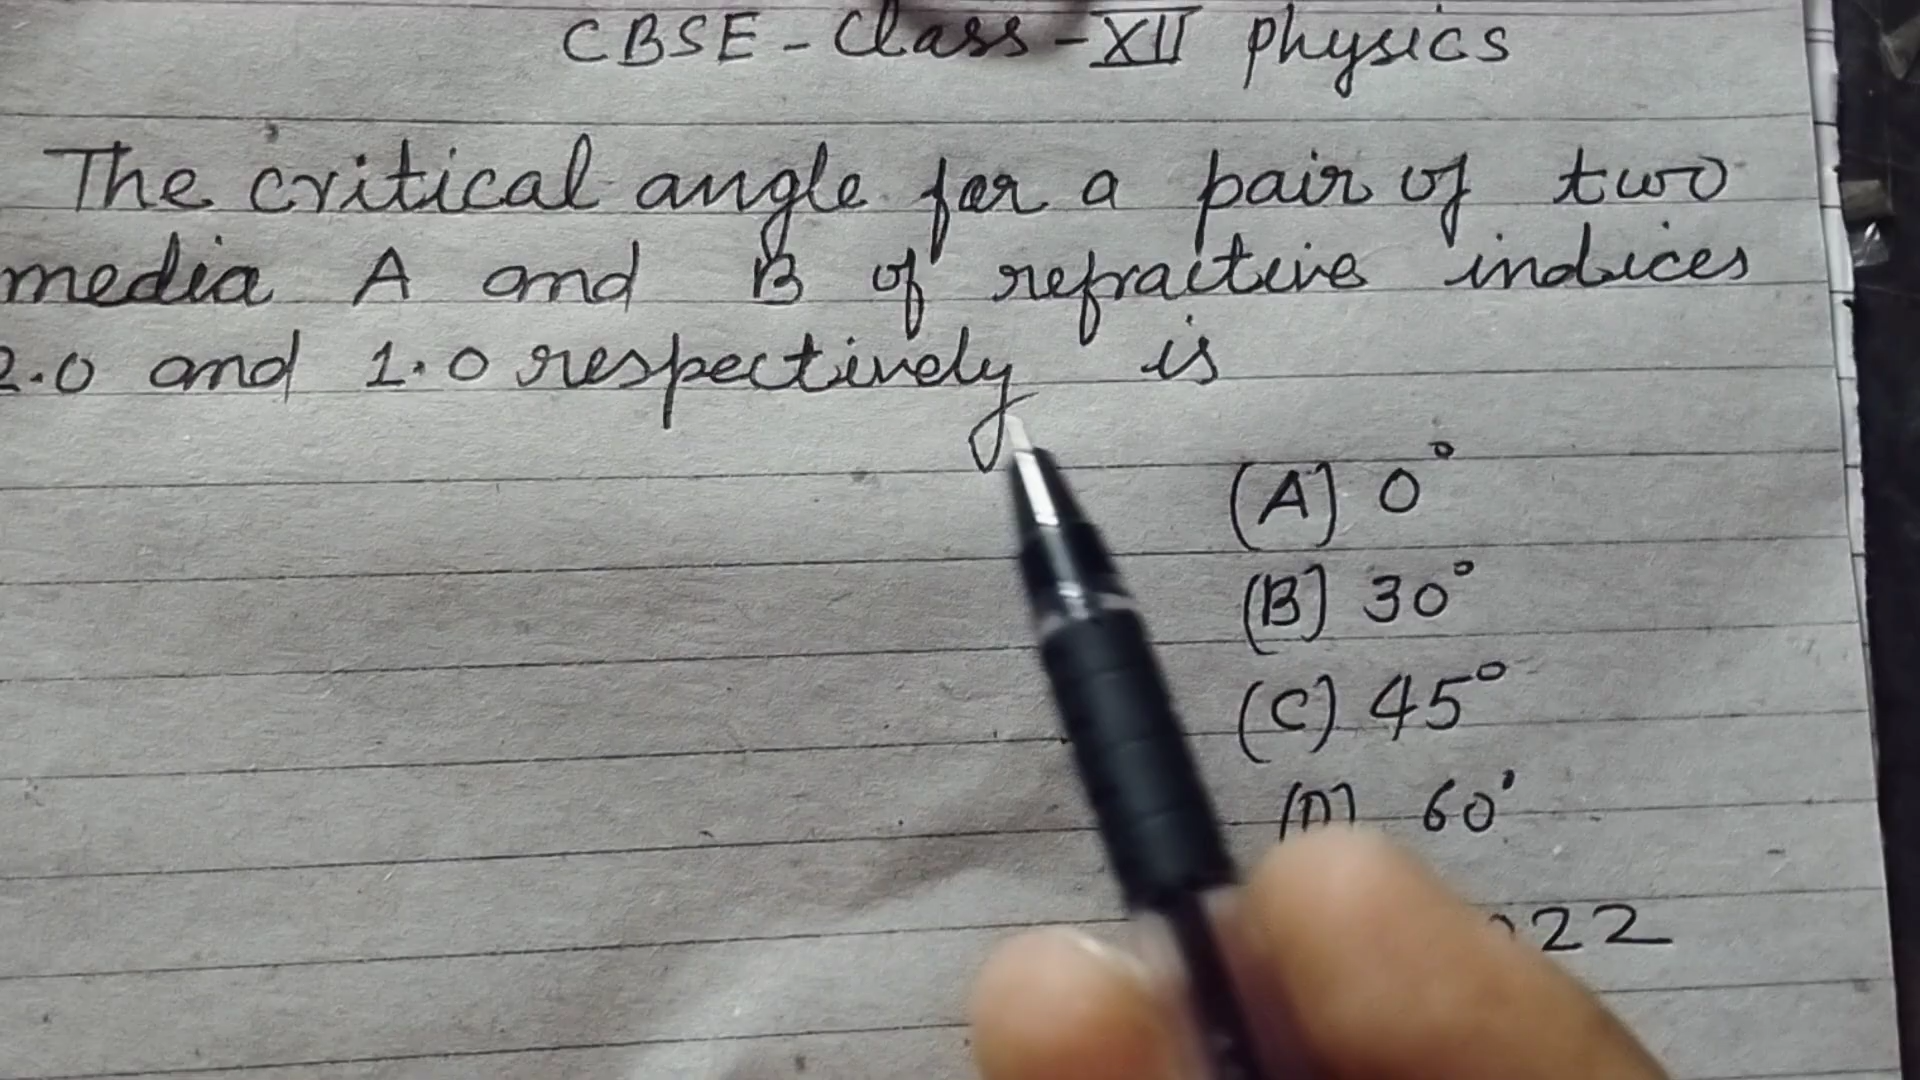 CBSE - Class - XII Physics
The critical angle for a pair of two
media A and B of refractive indices
2.0 and 1.0 respectively is
(A) 0°
(B) 30°
(C) 45°
(D) 60°
22